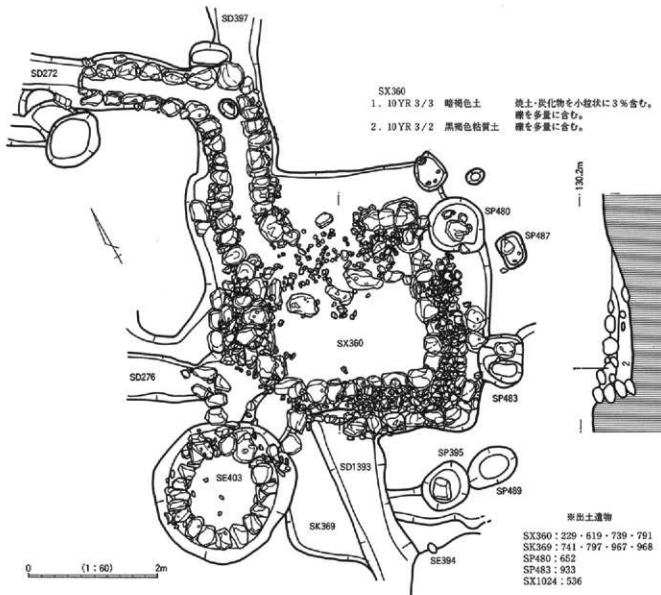 SD397
SD272
SX360
1. 10YR 3/3 暗褐色土 焼土・炭化物を小粒状に3%含む。
礫を多量に含む。
2. 10YR 3/2 黒褐色粘質土 礫を多量に含む。
130.2m
SP480
SP487
SX360
1
2
SD276
SP483
SE403
SD1393
SP395
SP489
SK369
SE394
0 (1:60) 2m
※出土遺物
SX360:229・619・739・791
SK369:741・797・967・968
SP480:652
SP483:933
SX1024:536